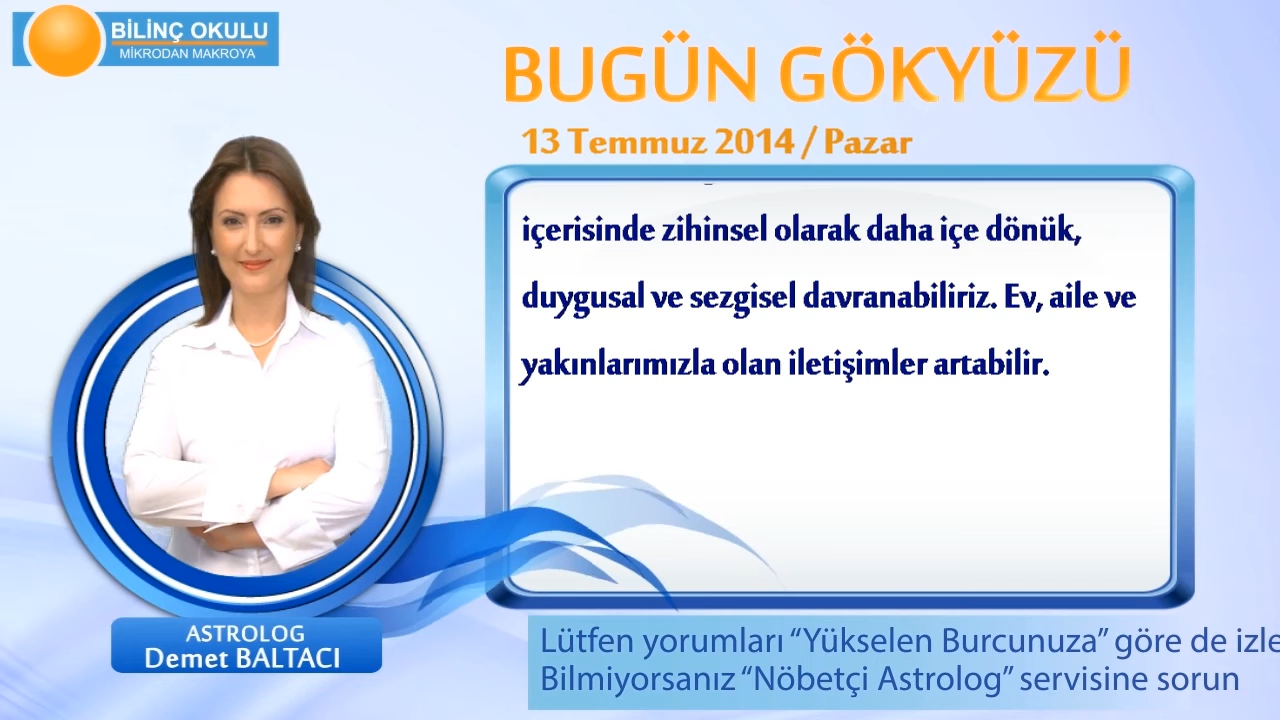 BİLİNÇ OKULU
MİKRODAN MAKROYA
BUGÜN GÖKYÜZÜ
13 Temmuz 2014 / Pazar
içerisinde zihinsel olarak daha içe dönük,
duygusal ve sezgisel davranabiliriz. Ev, aile ve
yakınlarımızla olan iletişimler artabilir.
ASTROLOG
Demet BALTACI
Lütfen yorumları “Yükselen Burcunuza” göre de izle
Bilmiyorsanız “Nöbetçi Astrolog” servisine sorun